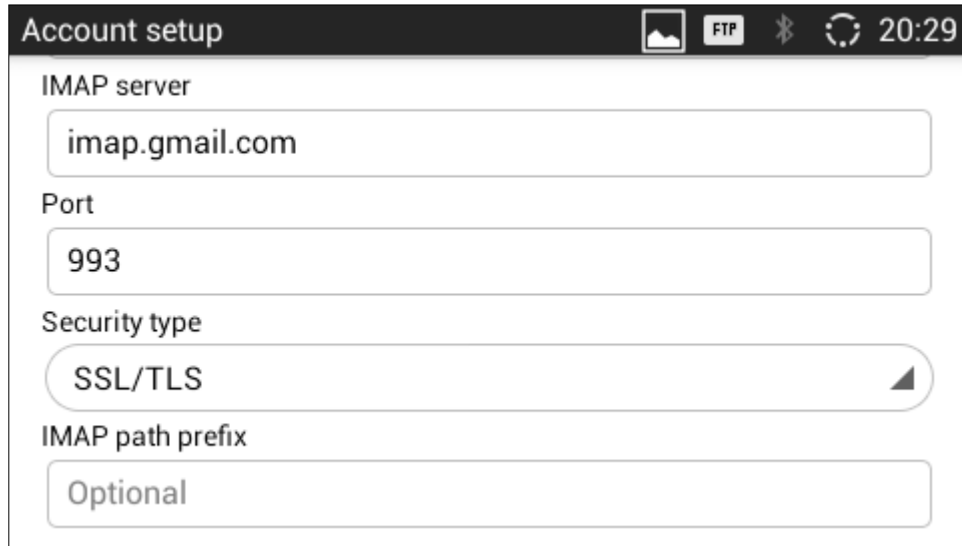 Account setup FTP 20:29
IMAP server
imap.gmail.com
Port
993
Security type
SSL/TLS
IMAP path prefix
Optional